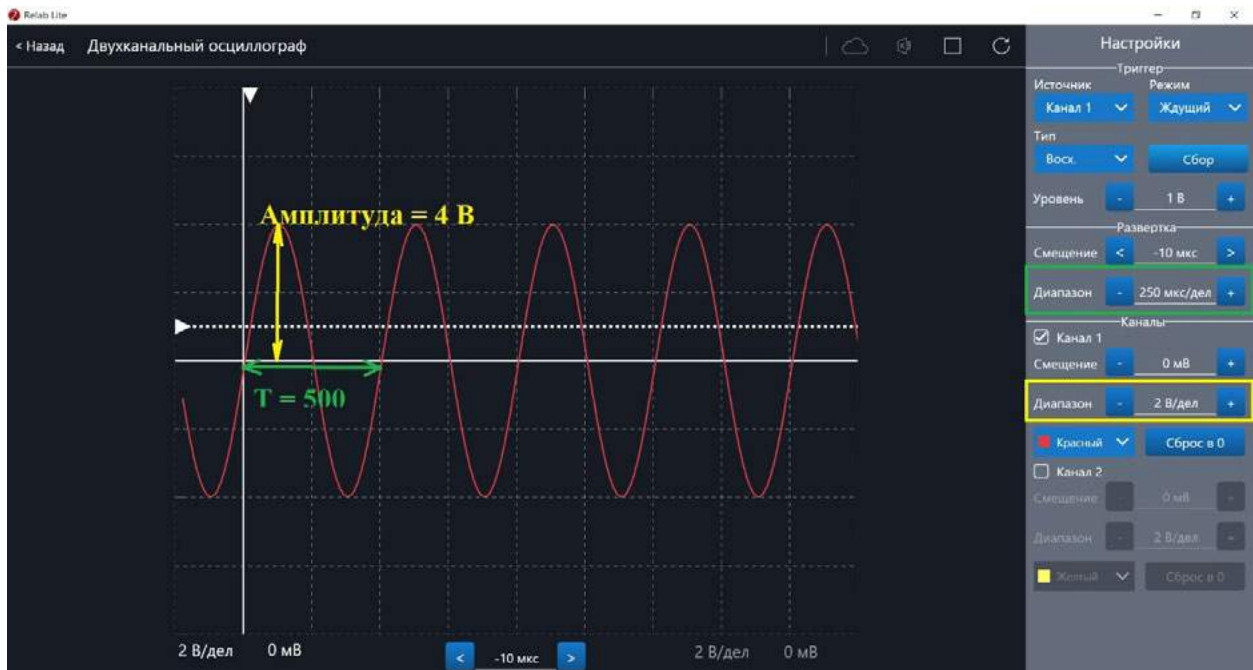 Relab Lite
< Назад Двухканальный осциллограф
Настройки
Триггер
Источник Режим
Канал 1 Ждущий
Тип
Восх. Сбор
Уровень - 1 В +
Развертка
Смещение < -10 мкс >
Диапазон - 250 мкс/дел +
Каналы
Канал 1
Смещение - 0 мВ +
Диапазон - 2 В/дел +
Красный Сброс в 0
Канал 2
Смещение - 0 мВ +
Диапазон - 2 В/дел +
Желтый Сброс в 0
Амплитуда = 4 В
T = 500
2 В/дел 0 мВ < -10 мкс > 2 В/дел 0 мВ